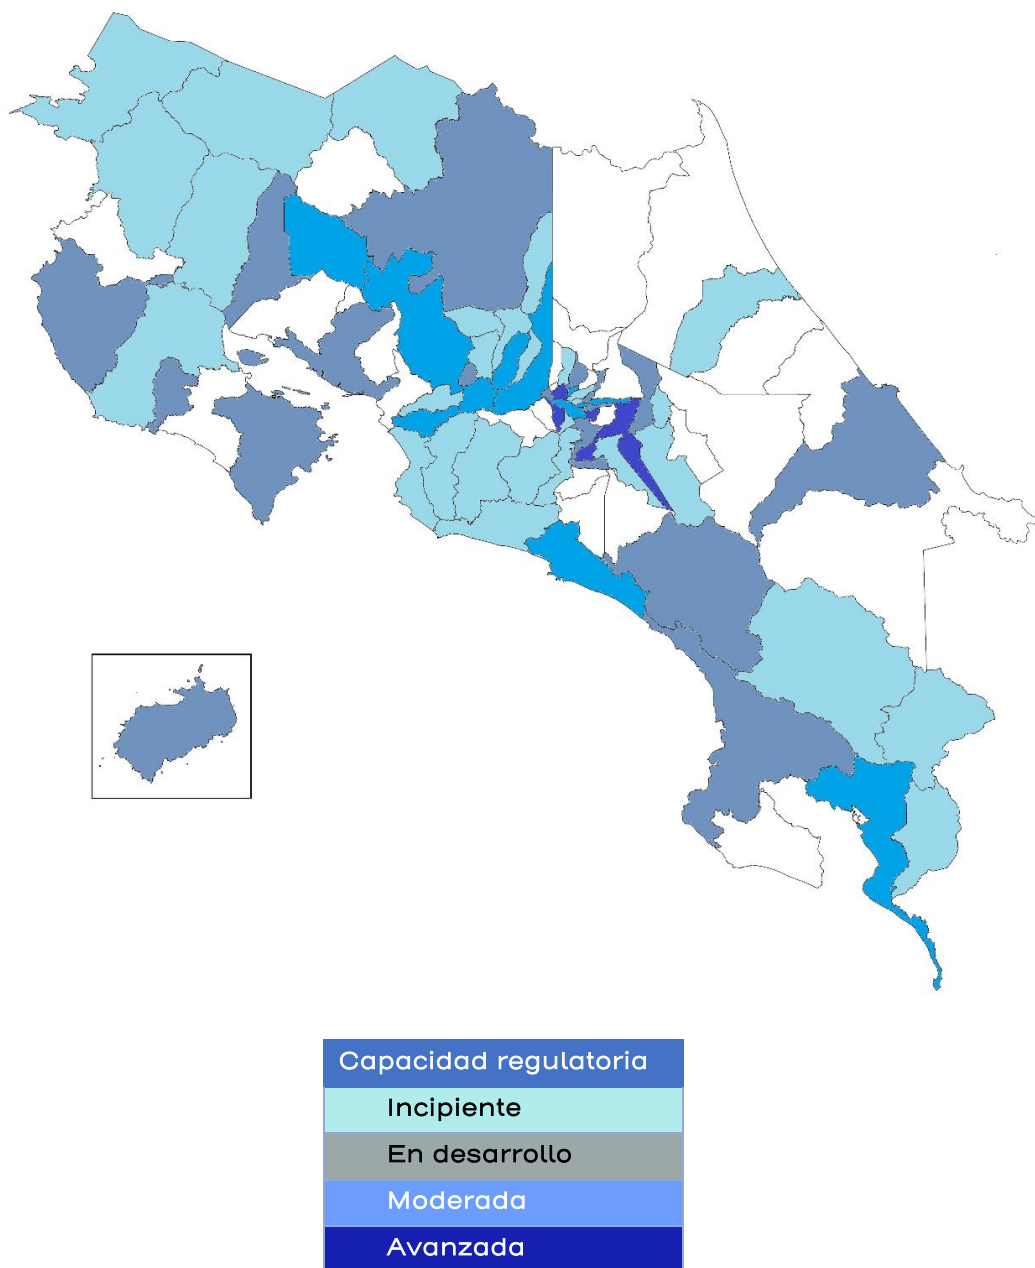 Capacidad regulatoria
Incipiente
En desarrollo
Moderada
Avanzada